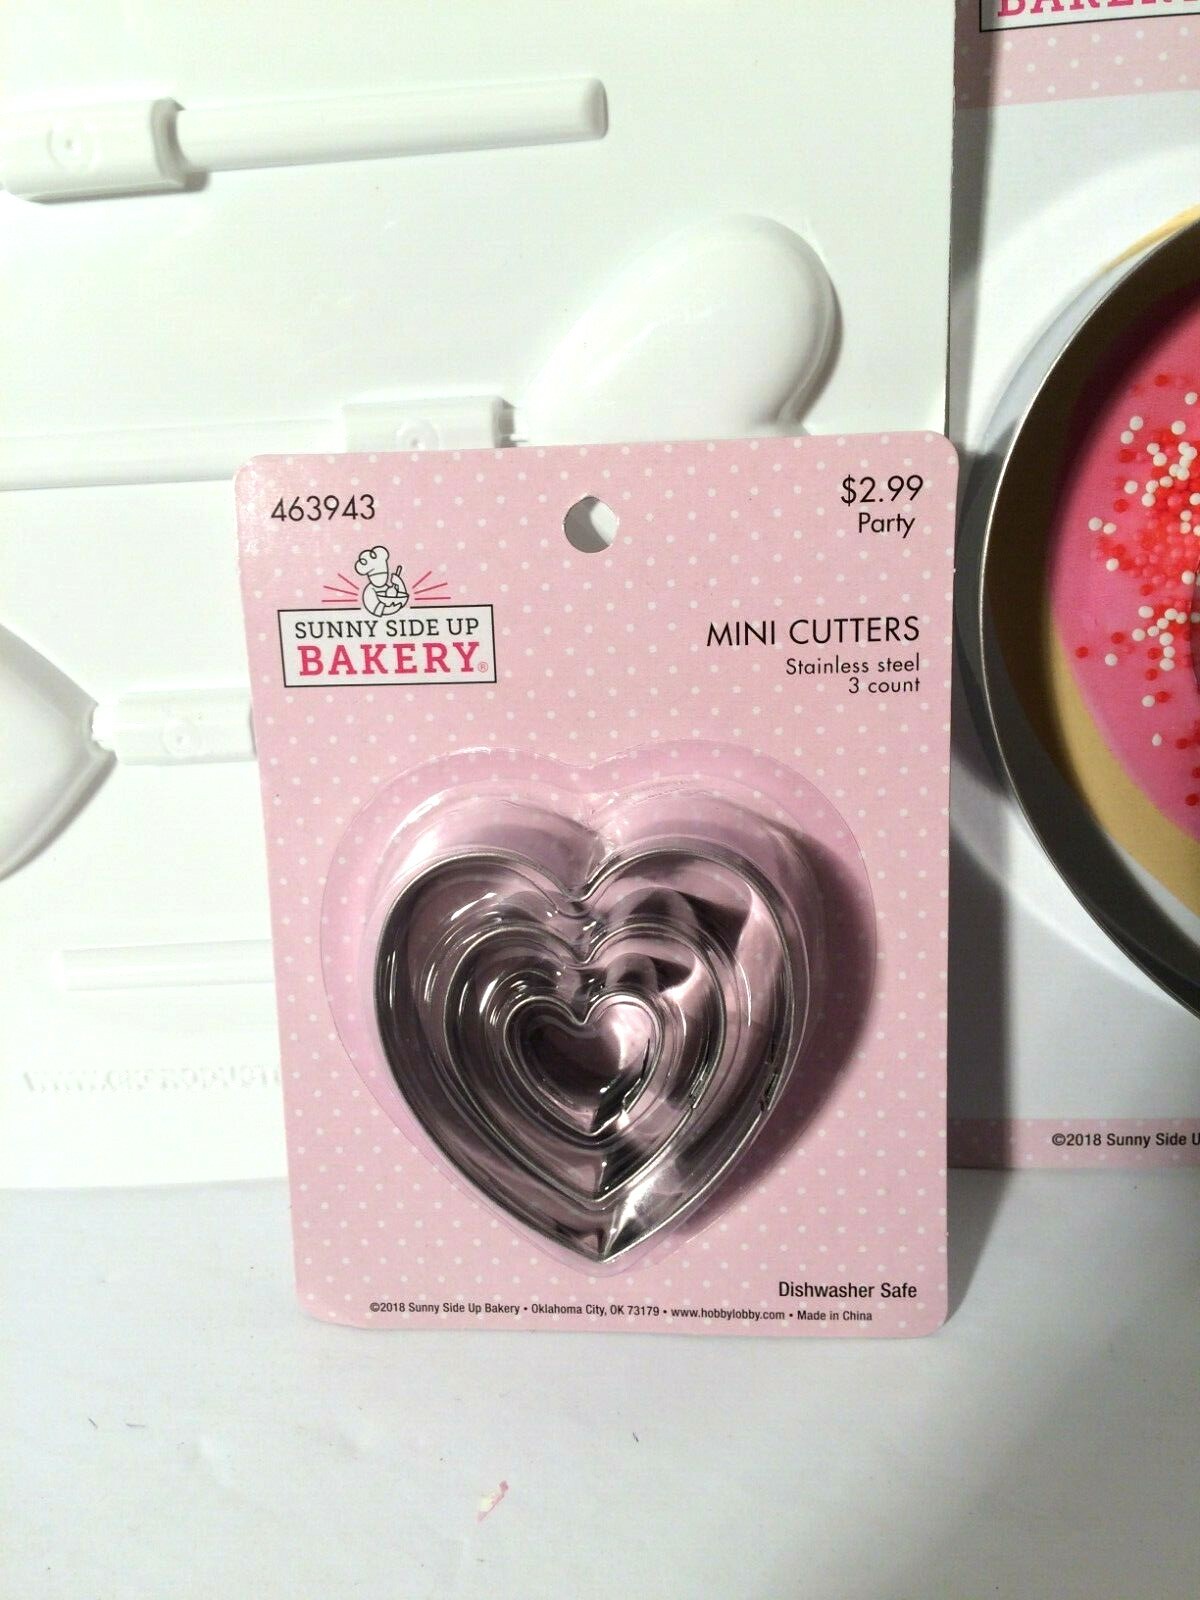 463943
$2.99
Party
SUNNY SIDE UP
BAKERY®
MINI CUTTERS
Stainless steel
3 count
Dishwasher Safe
©2018 Sunny Side Up Bakery • Oklahoma City, OK 73179 • www.hobbylobby.com • Made in China
BAKERY
©2018 Sunny Side U